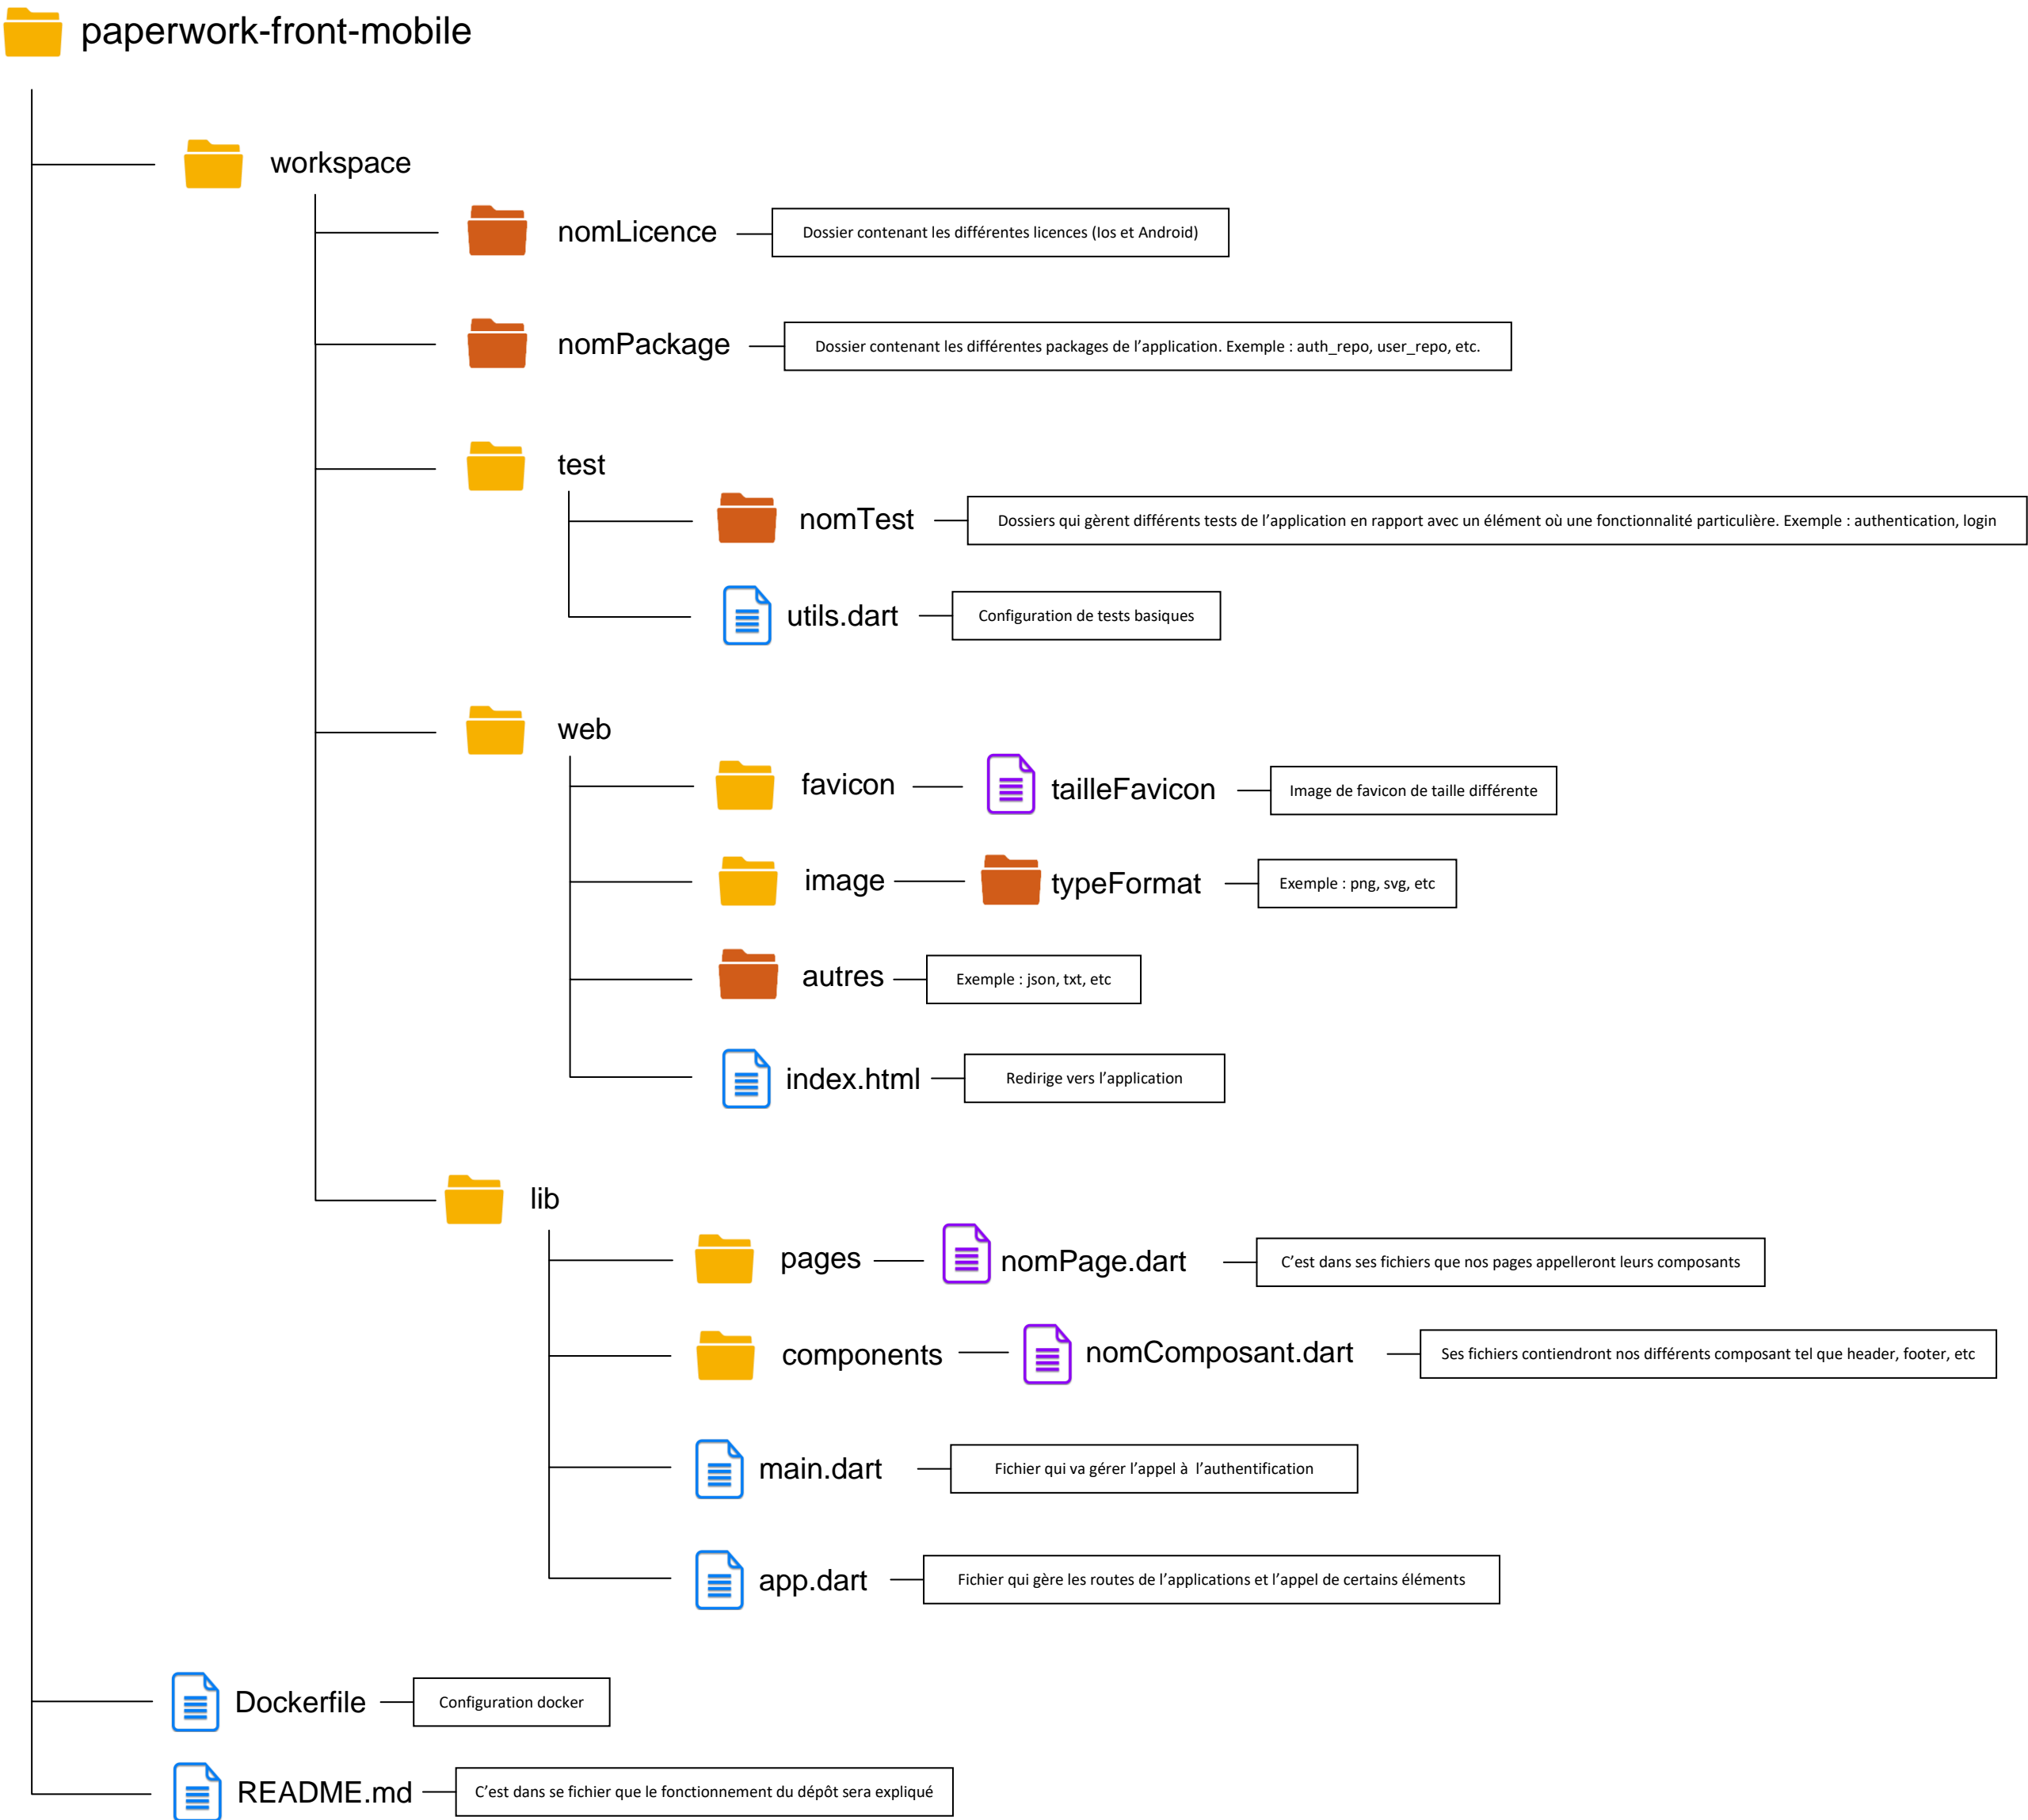 paperwork-front-mobile
workspace
nomLicence
Dossier contenant les différentes licences (Ios et Android)
nomPackage
Dossier contenant les différentes packages de l’application. Exemple : auth_repo, user_repo, etc.
test
nomTest
Dossiers qui gèrent différents tests de l’application en rapport avec un élément où une fonctionnalité particulière. Exemple : authentication, login
utils.dart
Configuration de tests basiques
web
favicon
tailleFavicon
Image de favicon de taille différente
image
typeFormat
Exemple : png, svg, etc
autres
Exemple : json, txt, etc
index.html
Redirige vers l’application
lib
pages
nomPage.dart
C’est dans ses fichiers que nos pages appelleront leurs composants
components
nomComposant.dart
Ses fichiers contiendront nos différents composant tel que header, footer, etc
main.dart
Fichier qui va gérer l’appel à l’authentification
app.dart
Fichier qui gère les routes de l’applications et l’appel de certains éléments
Dockerfile
Configuration docker
README.md
C’est dans se fichier que le fonctionnement du dépôt sera expliqué